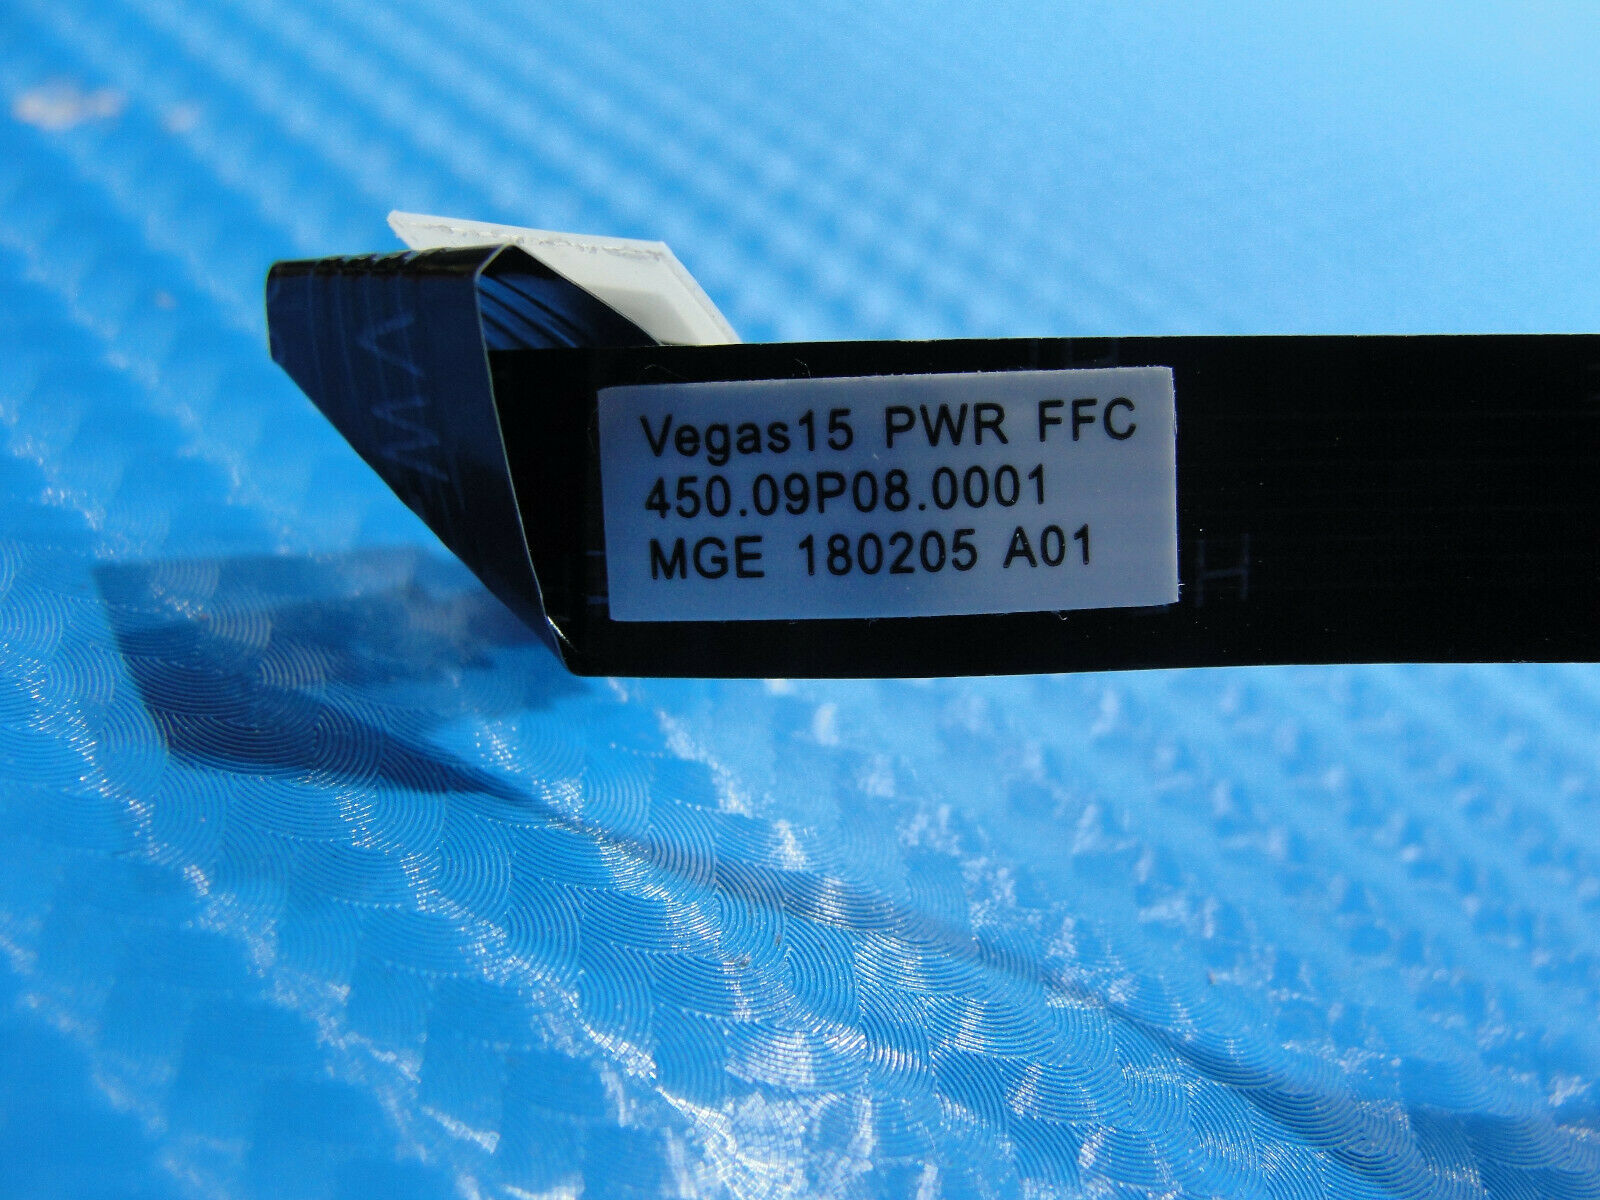 Vegas15 PWR FFC
450.09P08.0001
MGE 180205 A01
H